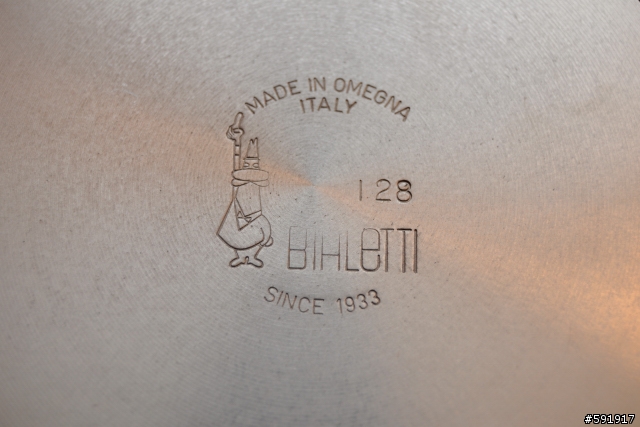 MADE IN OMEGNA
ITALY
128
BIALETTI
SINCE 1933
#591917